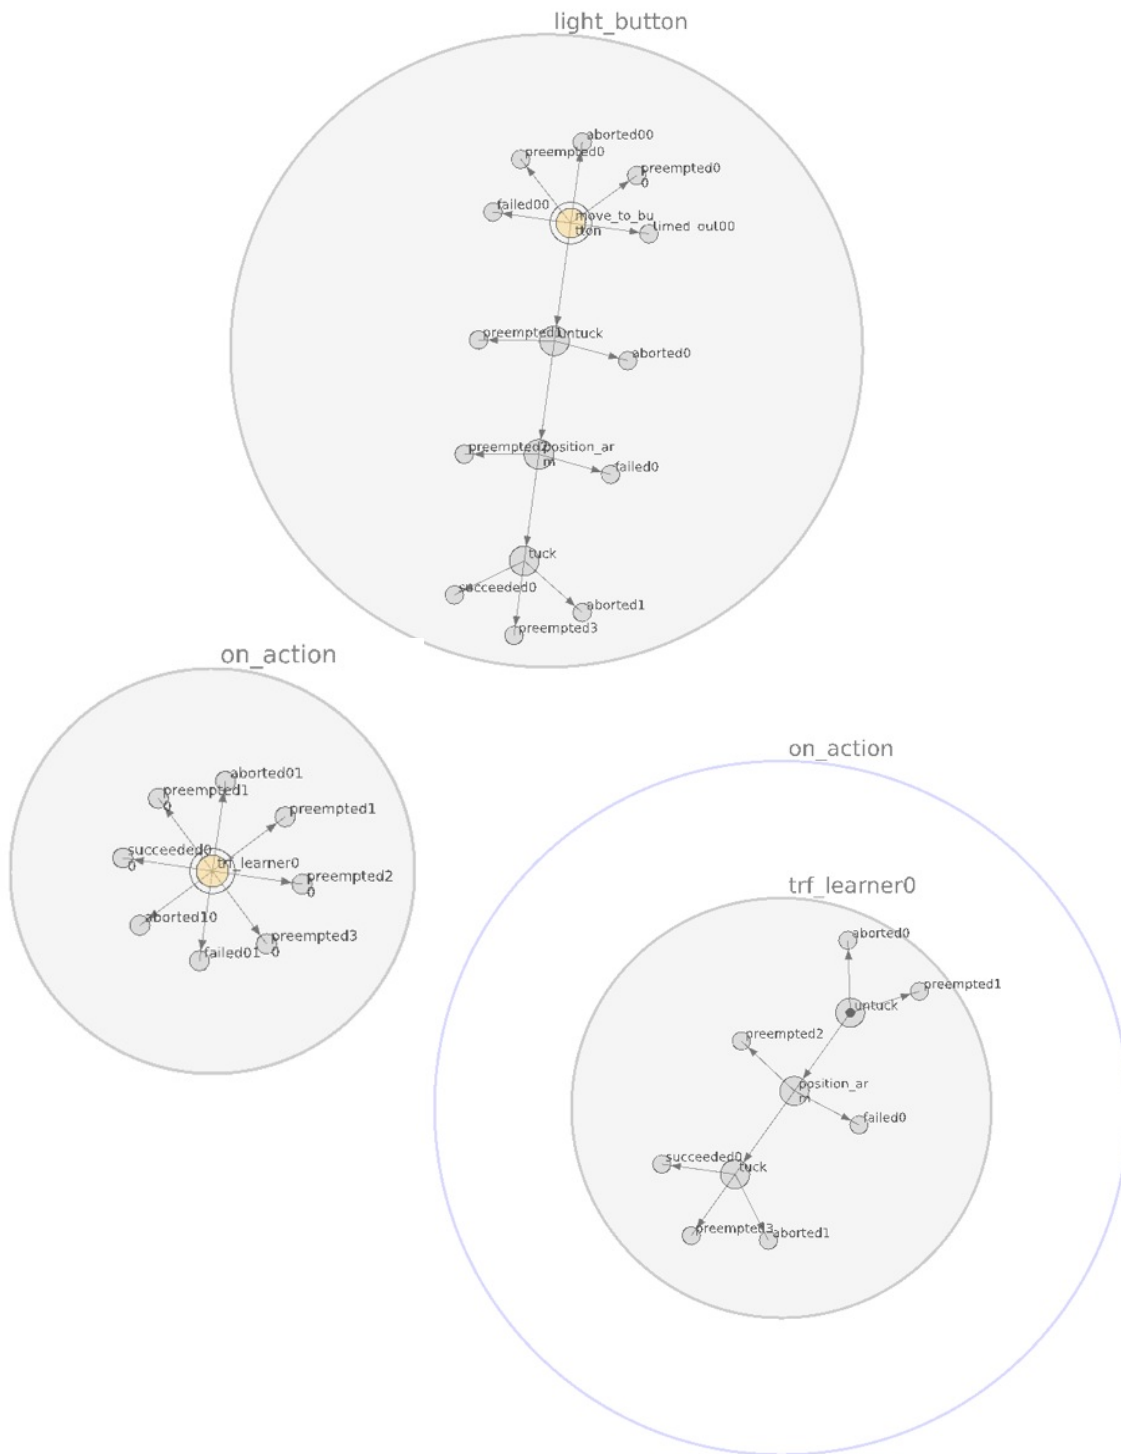 light_button
aborted00
preempted0
preempted0
0
failed00
move_to_bu
tton
timed_out00
preempted1
untuck
aborted0
preempted2
position_ar
m
failed0
tuck
succeeded0
aborted1
preempted3
on_action
aborted01
preempted1
0
preempted1
succeeded0
0
trf_learner0
preempted2
0
aborted10
preempted3
0
failed01
on_action
trf_learner0
aborted0
preempted1
untuck
preempted2
position_ar
m
failed0
succeeded0
tuck
preempted3
aborted1